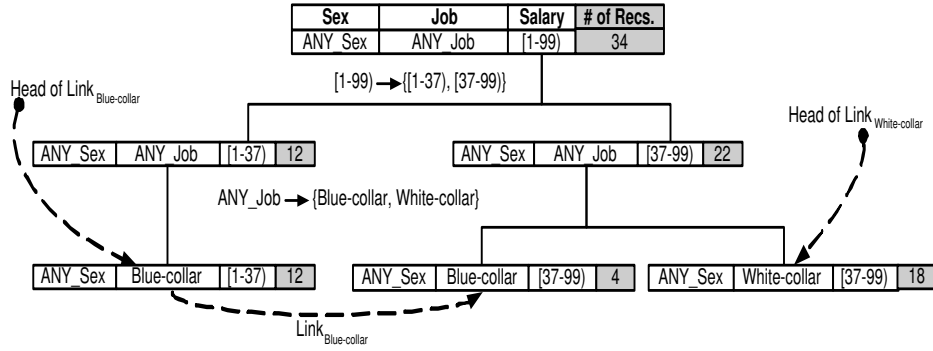 Sex Job Salary # of Recs.
ANY_Sex ANY_Job [1-99) 34
[1-99) → {[1-37), [37-99)}
Head of Link Blue-collar
Head of Link White-collar
ANY_Sex ANY_Job [1-37) 12
ANY_Sex ANY_Job [37-99) 22
ANY_Job → {Blue-collar, White-collar}
ANY_Sex Blue-collar [1-37) 12
ANY_Sex Blue-collar [37-99) 4
ANY_Sex White-collar [37-99) 18
Link Blue-collar